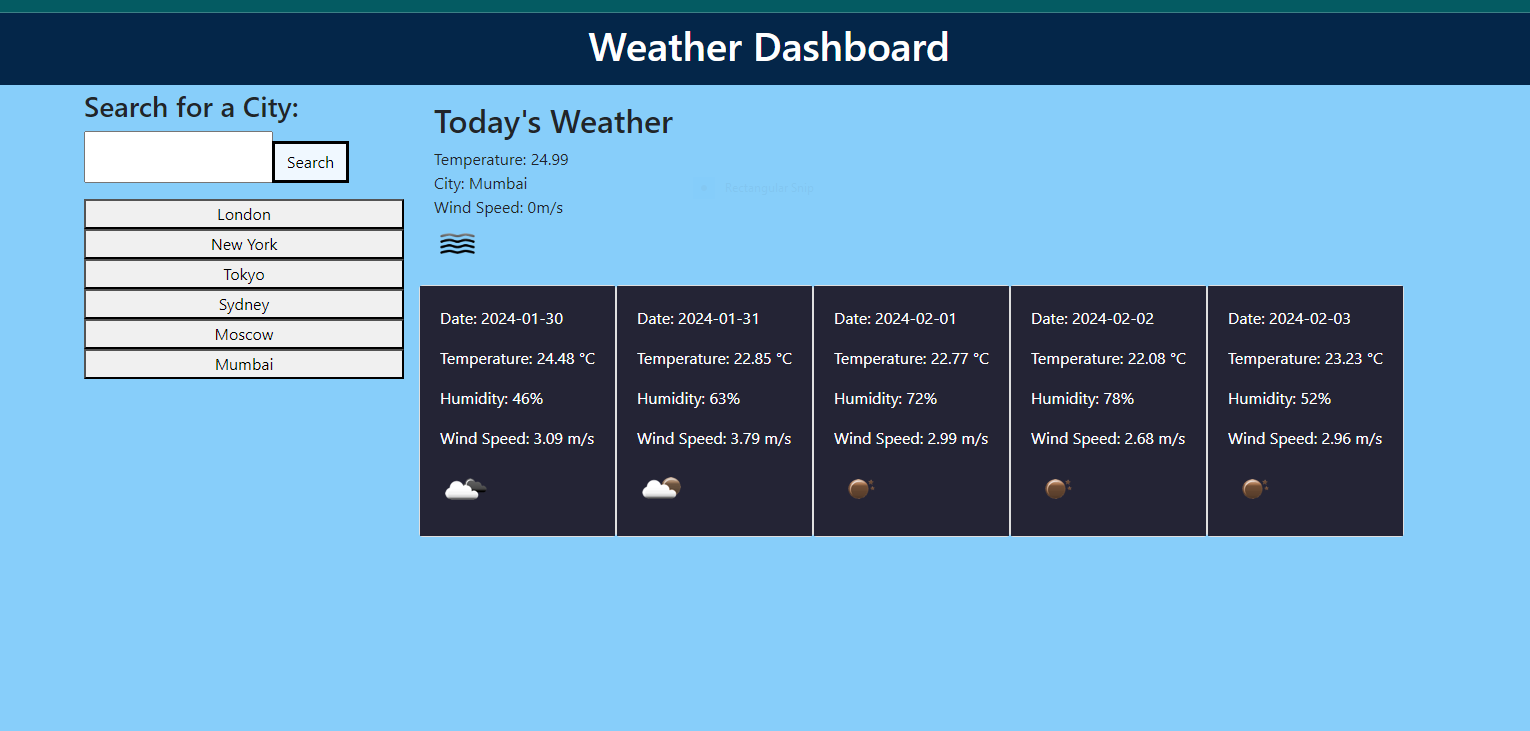 Weather Dashboard
Search for a City:
Search
London
New York
Tokyo
Sydney
Moscow
Mumbai
Today's Weather
Temperature: 24.99
City: Mumbai
Wind Speed: 0m/s
Rectangular Snip
Date: 2024-01-30
Temperature: 24.48 °C
Humidity: 46%
Wind Speed: 3.09 m/s
Date: 2024-01-31
Temperature: 22.85 °C
Humidity: 63%
Wind Speed: 3.79 m/s
Date: 2024-02-01
Temperature: 22.77 °C
Humidity: 72%
Wind Speed: 2.99 m/s
Date: 2024-02-02
Temperature: 22.08 °C
Humidity: 78%
Wind Speed: 2.68 m/s
Date: 2024-02-03
Temperature: 23.23 °C
Humidity: 52%
Wind Speed: 2.96 m/s